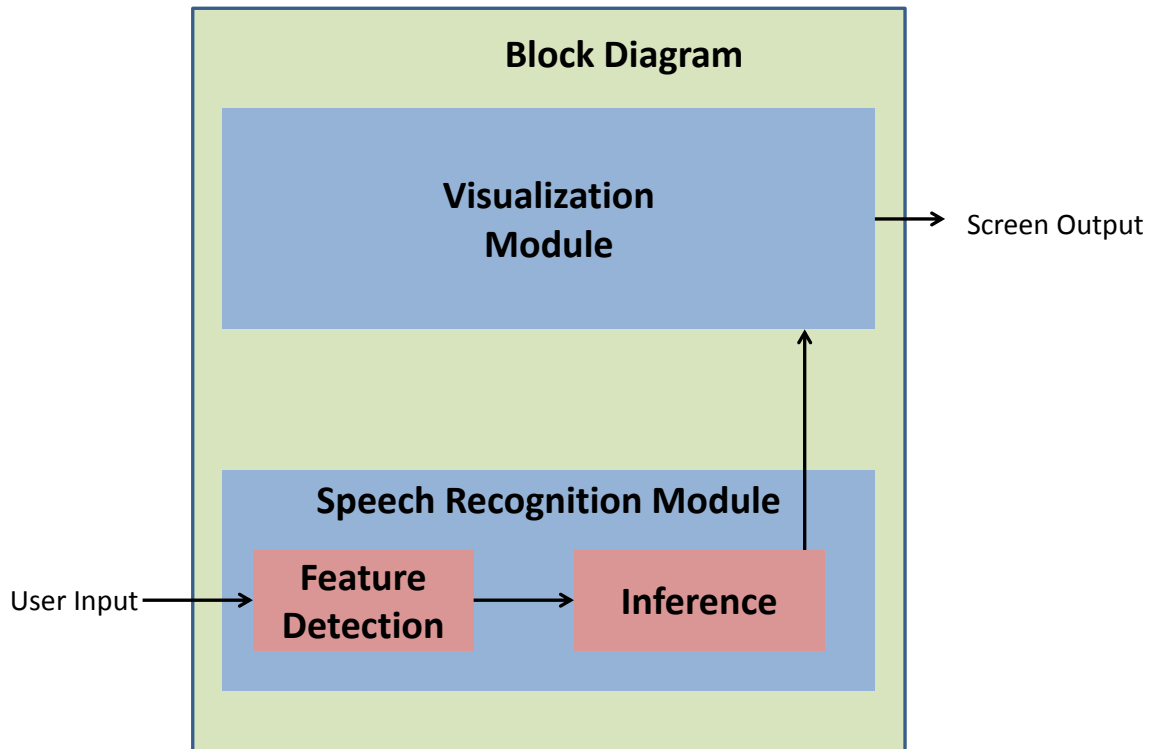 Block Diagram
Visualization
Module
Screen Output
Speech Recognition Module
User Input
Feature
Detection
Inference